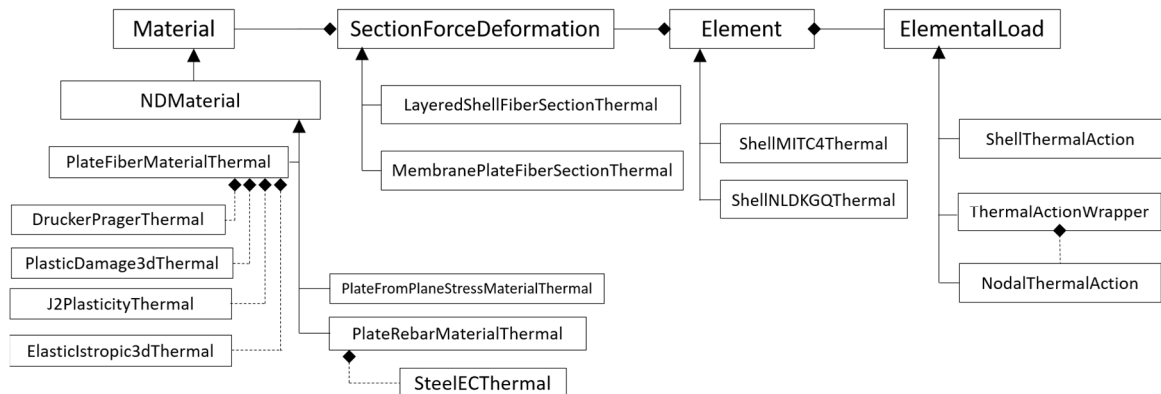 Material
SectionForceDeformation
Element
ElementalLoad
NDMaterial
LayeredShellFiberSectionThermal
PlateFiberMaterialThermal
MembranePlateFiberSectionThermal
ShellMITC4Thermal
ShellThermalAction
ShellNLDKGQThermal
ThermalActionWrapper
DruckerPragerThermal
PlasticDamage3dThermal
NodalThermalAction
J2PlasticityThermal
PlateFromPlaneStressMaterialThermal
PlateRebarMaterialThermal
ElasticIstropic3dThermal
SteelECThermal